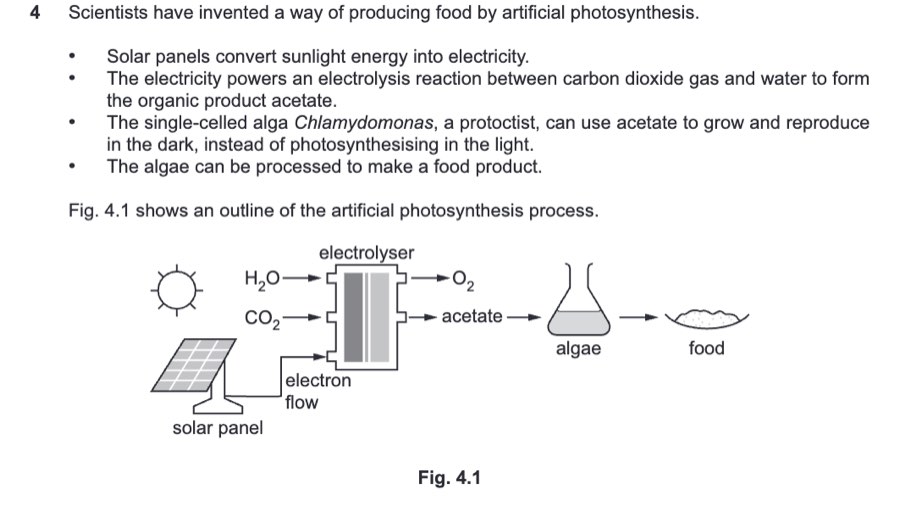 4 Scientists have invented a way of producing food by artificial photosynthesis.
• Solar panels convert sunlight energy into electricity.
• The electricity powers an electrolysis reaction between carbon dioxide gas and water to form
the organic product acetate.
• The single-celled alga Chlamydomonas, a protoctist, can use acetate to grow and reproduce
in the dark, instead of photosynthesising in the light.
• The algae can be processed to make a food product.
Fig. 4.1 shows an outline of the artificial photosynthesis process.
electrolyser
H₂O
O₂
CO₂
acetate
algae
food
electron
flow
solar panel
Fig. 4.1